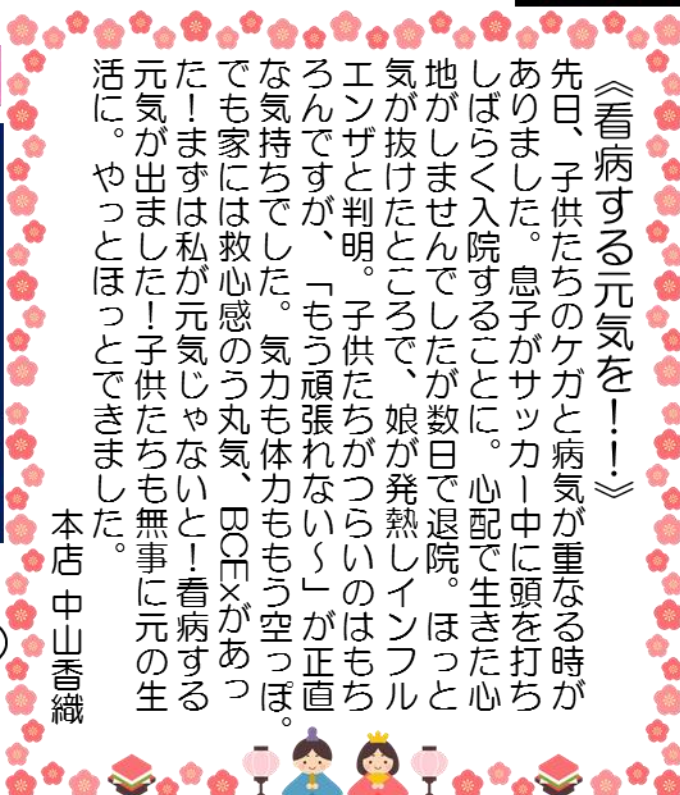 《看病する元気を!!》
先日、子供たちのケガと病気が重なる時が
ありました。息子がサッカー中に頭を打ち
しばらく入院することに。心配で生きた心
地がしませんでしたが数日で退院。ほっと
気が抜けたところで、娘が発熱しインフル
エンザと判明。子供たちがつらいのはもち
ろんですが、「もう頑張れない〜」が正直
な気持ちでした。気力も体力ももう空っぽ。
でも家には救心感のう丸気、BCExがあっ
た!まずは私が元気じゃないと!看病する
元気が出ました!子供たちも無事に元の生
活に。やっとほっとできました。
本店 中山香織